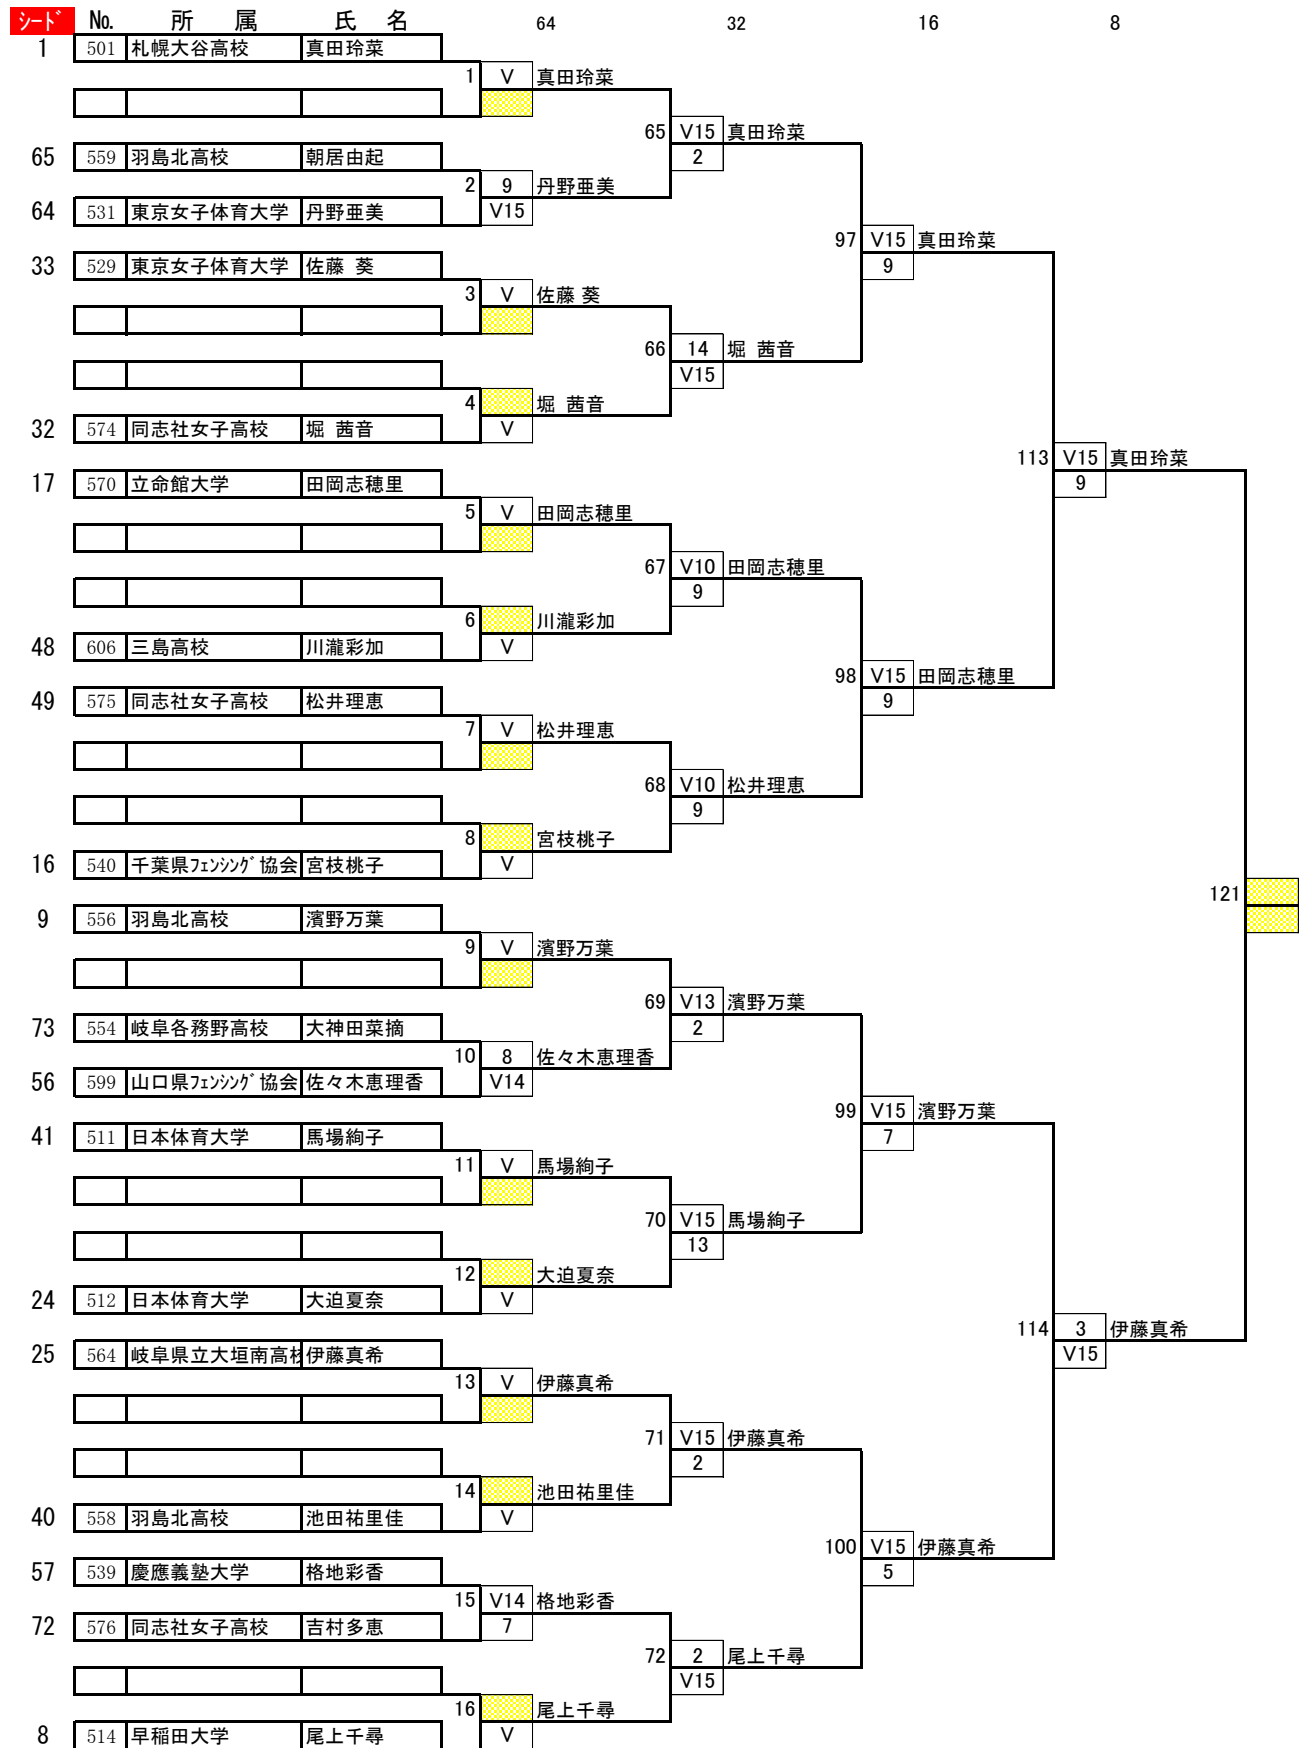 シード No. 所 属 氏 名 64 32 16 8
1 501 札幌大谷高校 真田玲菜
1 V 真田玲菜
65 V15 真田玲菜
65 559 羽島北高校 朝居由起 2
2 9 丹野亜美
64 531 東京女子体育大学 丹野亜美 V15
97 V15 真田玲菜
33 529 東京女子体育大学 佐藤 葵 9
3 V 佐藤 葵
66 14 堀 茜音
V15
4 堀 茜音
32 574 同志社女子高校 堀 茜音 V
113 V15 真田玲菜
17 570 立命館大学 田岡志穂里 9
5 V 田岡志穂里
67 V10 田岡志穂里
9
6 川瀧彩加
48 606 三島高校 川瀧彩加 V
98 V15 田岡志穂里
49 575 同志社女子高校 松井理恵 9
7 V 松井理恵
68 V10 松井理恵
9
8 宮枝桃子
16 540 千葉県フェンシング協会 宮枝桃子 V
121
9 556 羽島北高校 濱野万葉
9 V 濱野万葉
69 V13 濱野万葉
73 554 岐阜各務野高校 大神田菜摘 2
10 8 佐々木恵理香
56 599 山口県フェンシング協会 佐々木恵理香 V14
99 V15 濱野万葉
41 511 日本体育大学 馬場絢子 7
11 V 馬場絢子
70 V15 馬場絢子
13
12 大迫夏奈
24 512 日本体育大学 大迫夏奈 V
114 3 伊藤真希
25 564 岐阜県立大垣南高校 伊藤真希 V15
13 V 伊藤真希
71 V15 伊藤真希
2
14 池田祐里佳
40 558 羽島北高校 池田祐里佳 V
100 V15 伊藤真希
57 539 慶應義塾大学 格地彩香 5
15 V14 格地彩香
72 576 同志社女子高校 吉村多恵 7
72 2 尾上千尋
V15
16 尾上千尋
8 514 早稲田大学 尾上千尋 V